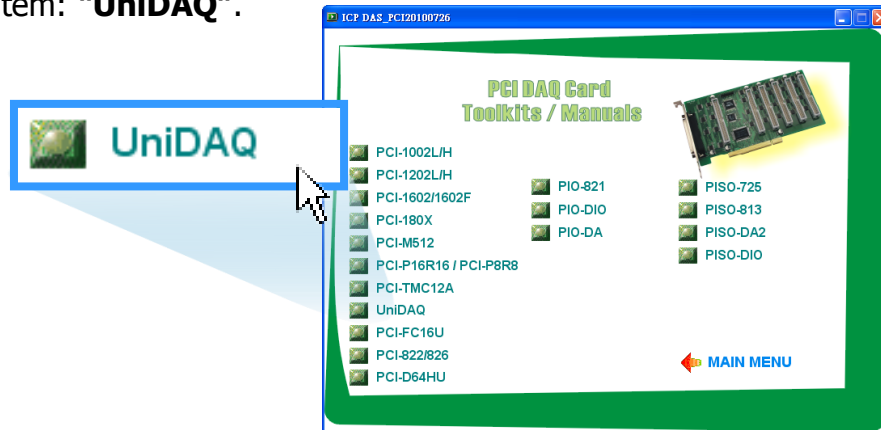 tem: "UniDAQ".
ICP DAS_PCI20100726
PCI DAQ Card
Toolkits / Manuals
UniDAQ
PCI-1002L/H
PCI-1202L/H
PCI-1602/1602F
PCI-180X
PCI-M512
PCI-P16R16 / PCI-P8R8
PCI-TMC12A
UniDAQ
PCI-FC16U
PCI-822/826
PCI-D64HU
PIO-821
PIO-DIO
PIO-DA
PISO-725
PISO-813
PISO-DA2
PISO-DIO
MAIN MENU